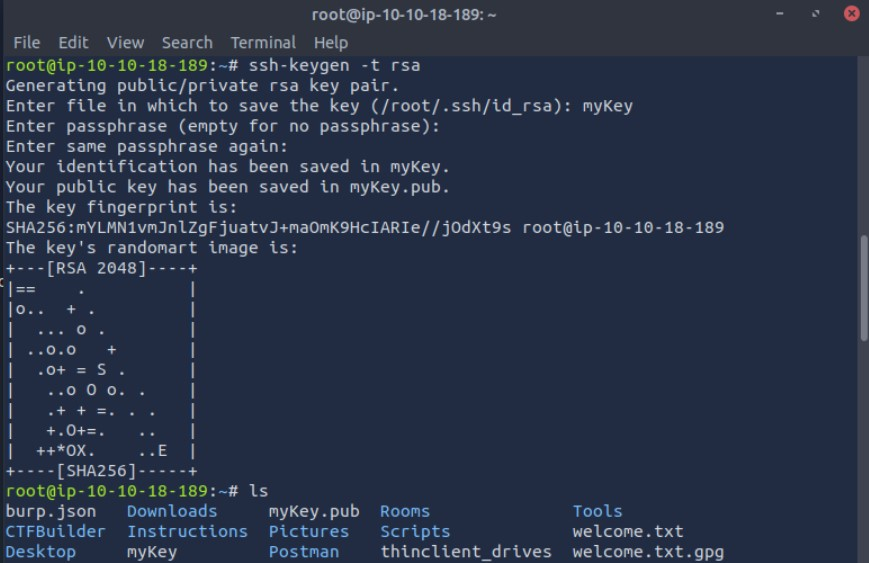 root@ip-10-10-18-189: ~
File Edit View Search Terminal Help
root@ip-10-10-18-189:~# ssh-keygen -t rsa
Generating public/private rsa key pair.
Enter file in which to save the key (/root/.ssh/id_rsa): myKey
Enter passphrase (empty for no passphrase):
Enter same passphrase again:
Your identification has been saved in myKey.
Your public key has been saved in myKey.pub.
The key fingerprint is:
SHA256:mYLMN1vmJnlZgFjuatvJ+maOmK9HcIARIe//jOdXt9s root@ip-10-10-18-189
The key's randomart image is:
+---[RSA 2048]----+
|==    .          |
|o..  + .         |
|  ... o .        |
| ..o.o   +       |
|  .o+ = S .      |
|   ..o O o. .    |
|   .+ + =. . .   |
|   +.O+=.   ..   |
|  ++*OX.    ..E  |
+----[SHA256]-----+
root@ip-10-10-18-189:~# ls
burp.json Downloads myKey.pub Rooms Tools
CTFBuilder Instructions Pictures Scripts welcome.txt
Desktop myKey Postman thinclient_drives welcome.txt.gpg